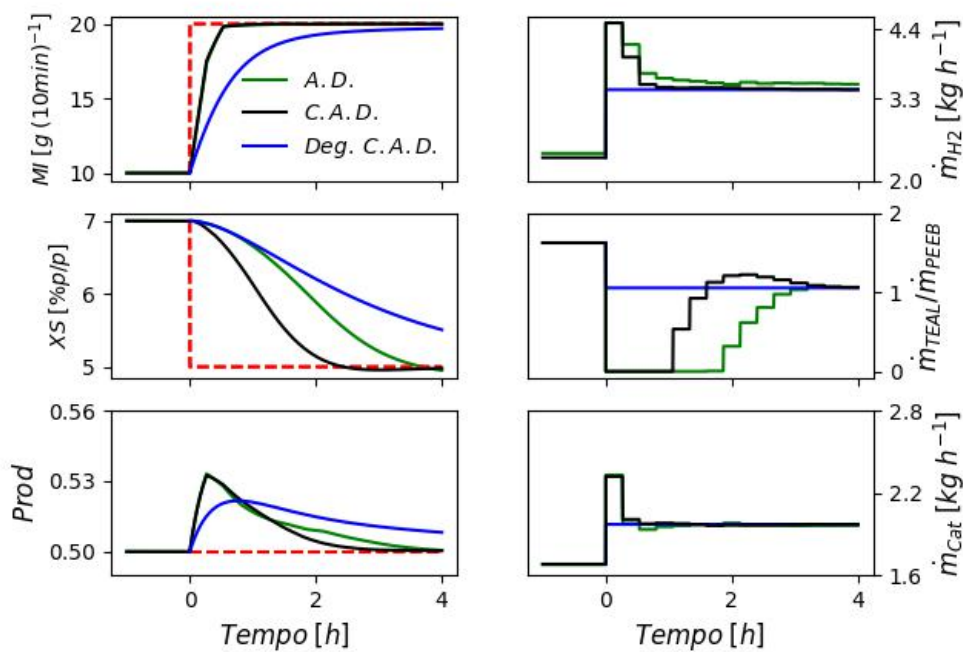 MI [g (10min)⁻¹]
20
15
10
A.D.
C.A.D.
Deg. C.A.D.
4.4
3.3
2.0
ṁ_H2 [kg h⁻¹]
XS [%p/p]
7
6
5
2
1
0
ṁ_TEAL/ṁ_PEEB
Prod
0.56
0.53
0.50
0 2 4
Tempo [h]
2.8
2.2
1.6
ṁ_Cat [kg h⁻¹]
0 2 4
Tempo [h]